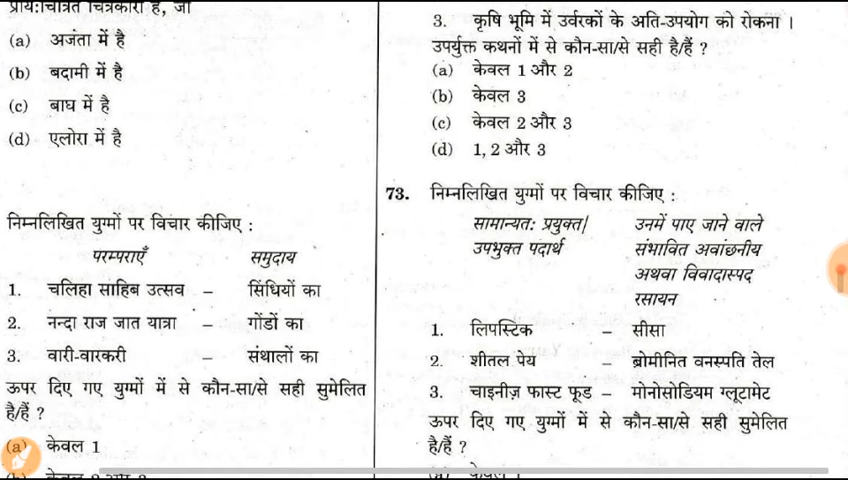 प्रायः चित्रित चित्रकारी है, जो
(a) अजंता में है
(b) बदामी में है
(c) बाघ में है
(d) एलोरा में है
निम्नलिखित युग्मों पर विचार कीजिए :
परम्पराएँ समुदाय
1. चलिहा साहिब उत्सव – सिंधियों का
2. नन्दा राज जात यात्रा – गोंडों का
3. वारी-वारकरी – संथालों का
ऊपर दिए गए युग्मों में से कौन-सा/से सही सुमेलित
है/हैं ?
(a) केवल 1
3. कृषि भूमि में उर्वरकों के अति-उपयोग को रोकना ।
उपर्युक्त कथनों में से कौन-सा/से सही है/हैं ?
(a) केवल 1 और 2
(b) केवल 3
(c) केवल 2 और 3
(d) 1, 2 और 3
73. निम्नलिखित युग्मों पर विचार कीजिए :
सामान्यतः प्रयुक्त/ उनमें पाए जाने वाले
उपभुक्त पदार्थ संभावित अवांछनीय
अथवा विवादास्पद
रसायन
1. लिपस्टिक – सीसा
2. शीतल पेय – ब्रोमीनित वनस्पति तेल
3. चाइनीज़ फास्ट फूड – मोनोसोडियम ग्लूटामेट
ऊपर दिए गए युग्मों में से कौन-सा/से सही सुमेलित
है/हैं ?